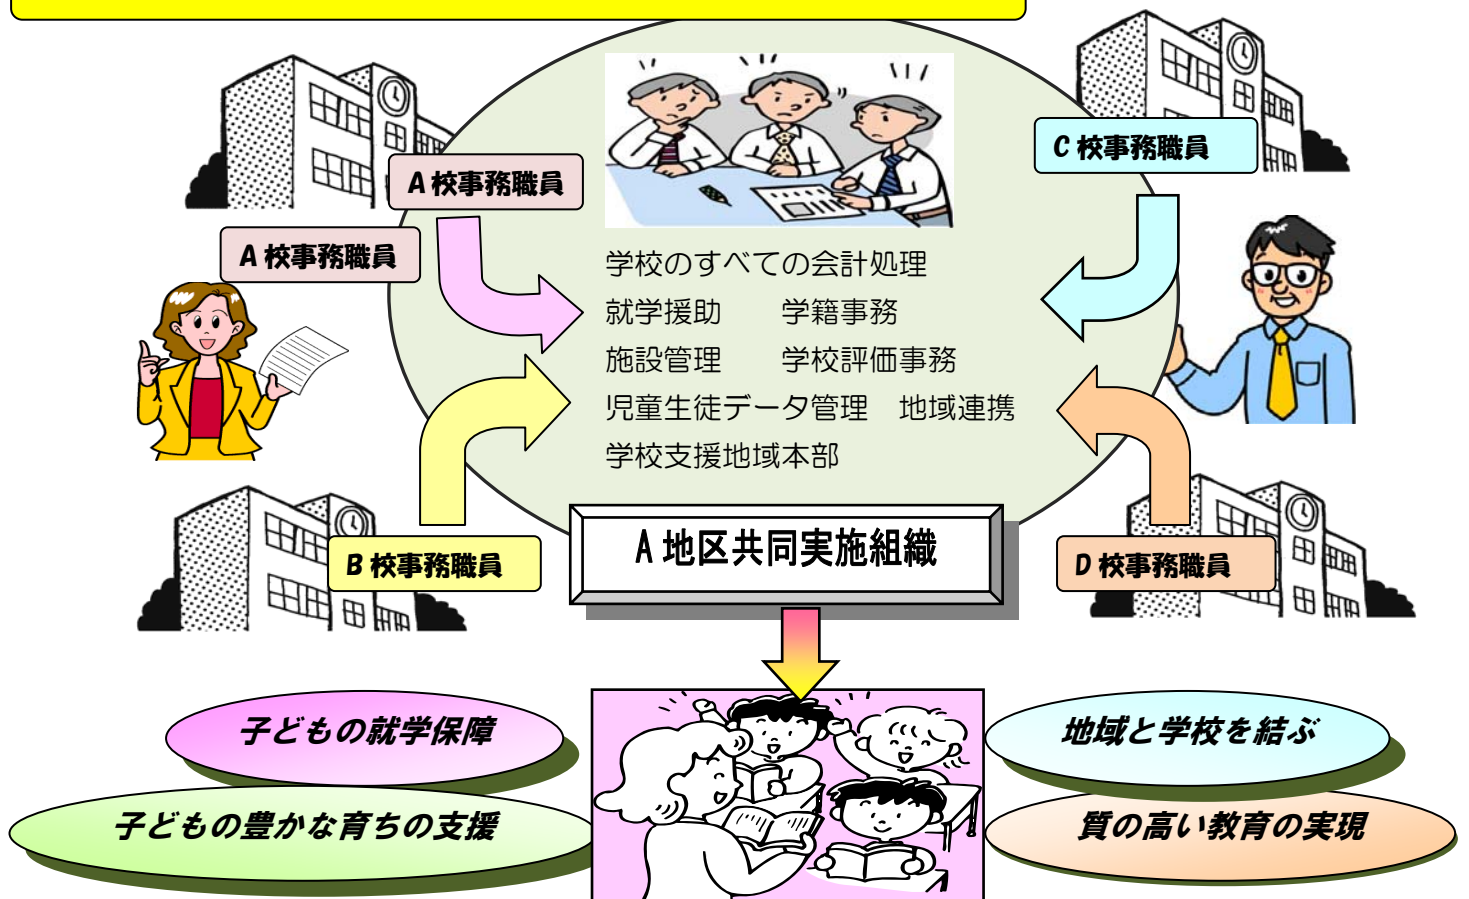 A 校事務職員
A 校事務職員
C 校事務職員
学校のすべての会計処理
就学援助　　学籍事務
施設管理　　学校評価事務
児童生徒データ管理　地域連携
学校支援地域本部
B 校事務職員
A 地区共同実施組織
D 校事務職員
子どもの就学保障
地域と学校を結ぶ
子どもの豊かな育ちの支援
質の高い教育の実現